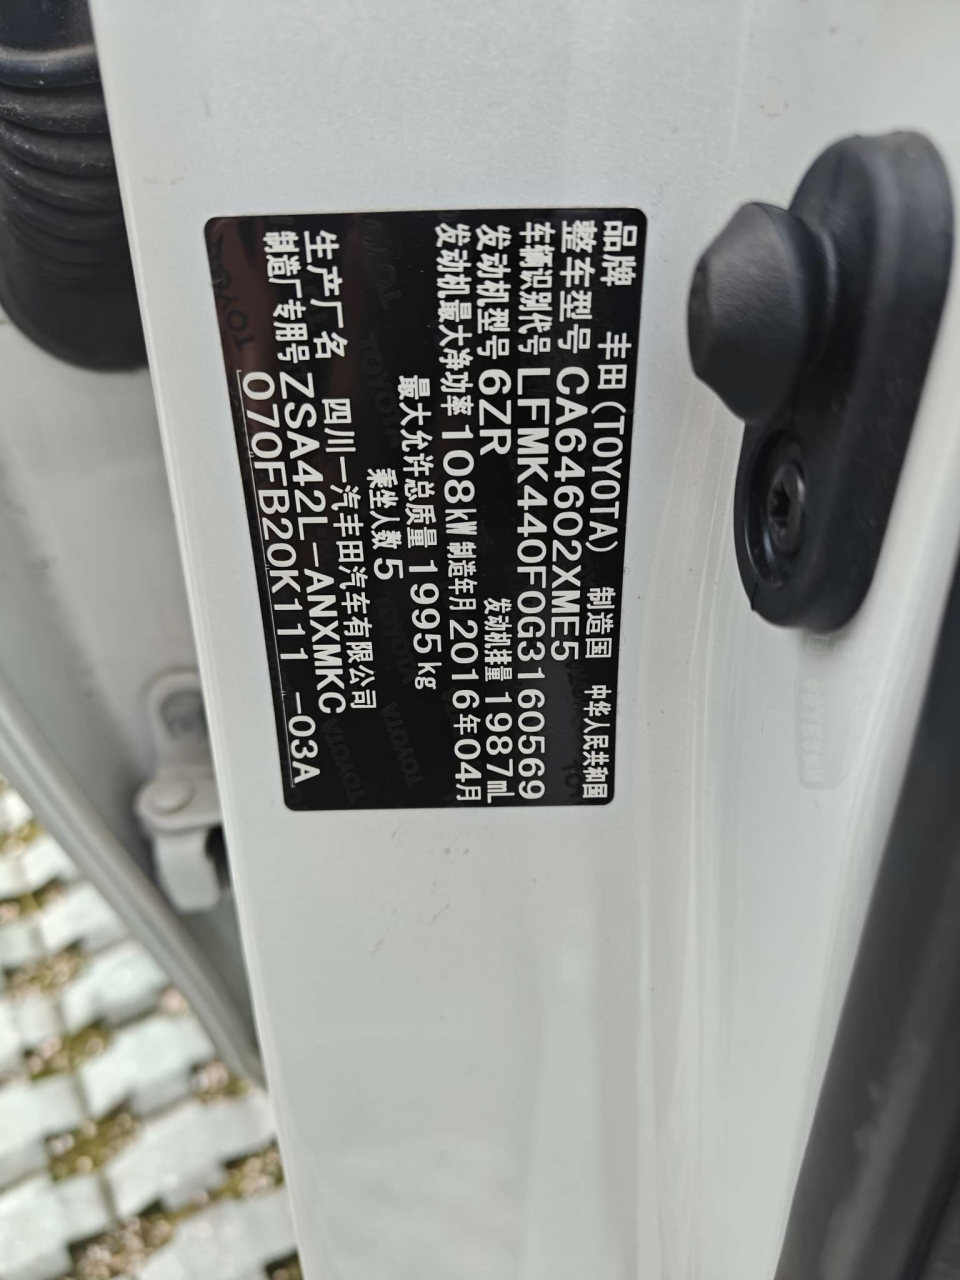 品牌 丰田(TOYOTA) 制造国 中华人民共和国
整车型号 CA64602XME5
车辆识别代号 LFMK440F0G3160569
发动机型号 6ZR 发动机排量 1987mL
发动机最大净功率 108kW 制造年月 2016年04月
最大允许总质量 1995kg
乘坐人数 5
生产厂名 四川一汽丰田汽车有限公司
制造厂专用号 ZSA42L-ANXMKC
070FB20K111 -03A